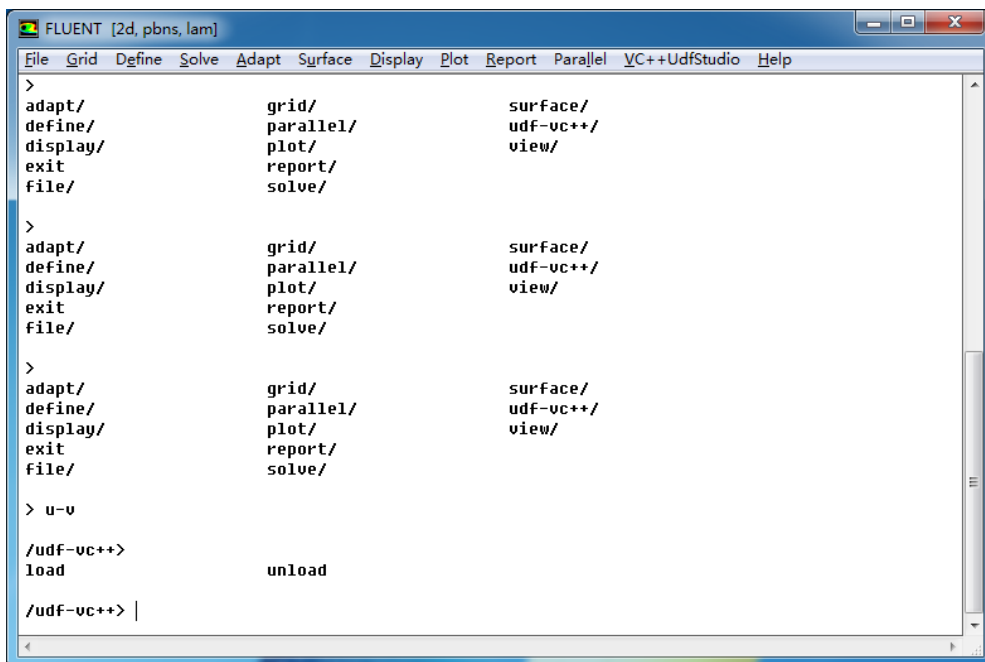 FLUENT [2d, pbns, lam]
File Grid Define Solve Adapt Surface Display Plot Report Parallel VC++UdfStudio Help
>
adapt/ grid/ surface/
define/ parallel/ udf-vc++/
display/ plot/ view/
exit report/
file/ solve/
>
adapt/ grid/ surface/
define/ parallel/ udf-vc++/
display/ plot/ view/
exit report/
file/ solve/
>
adapt/ grid/ surface/
define/ parallel/ udf-vc++/
display/ plot/ view/
exit report/
file/ solve/
> u-v
/udf-vc++>
load unload
/udf-vc++>